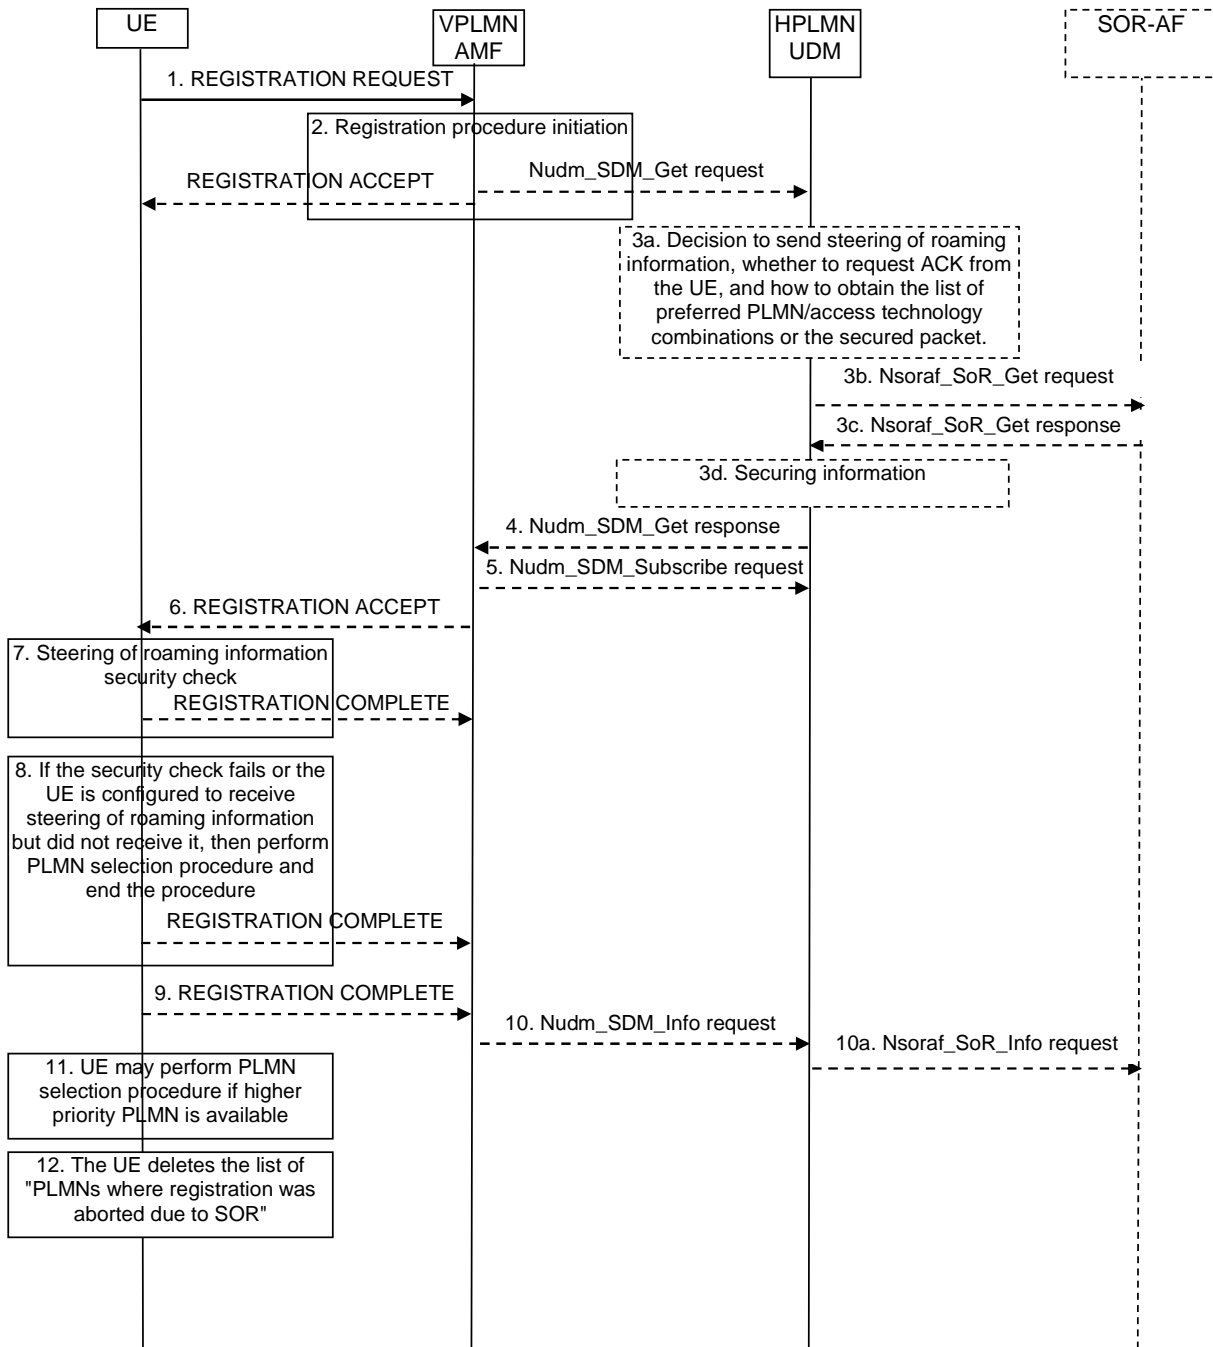 UE
VPLMN
AMF
HPLMN
UDM
SOR-AF
1. REGISTRATION REQUEST
2. Registration procedure initiation
Nudm_SDM_Get request
REGISTRATION ACCEPT
3a. Decision to send steering of roaming
information, whether to request ACK from
the UE, and how to obtain the list of
preferred PLMN/access technology
combinations or the secured packet.
3b. Nsoraf_SoR_Get request
3c. Nsoraf_SoR_Get response
3d. Securing information
4. Nudm_SDM_Get response
5. Nudm_SDM_Subscribe request
6. REGISTRATION ACCEPT
7. Steering of roaming information
security check
REGISTRATION COMPLETE
8. If the security check fails or the
UE is configured to receive
steering of roaming information
but did not receive it, then perform
PLMN selection procedure and
end the procedure
REGISTRATION COMPLETE
9. REGISTRATION COMPLETE
10. Nudm_SDM_Info request
10a. Nsoraf_SoR_Info request
11. UE may perform PLMN
selection procedure if higher
priority PLMN is available
12. The UE deletes the list of
"PLMNs where registration was
aborted due to SOR"